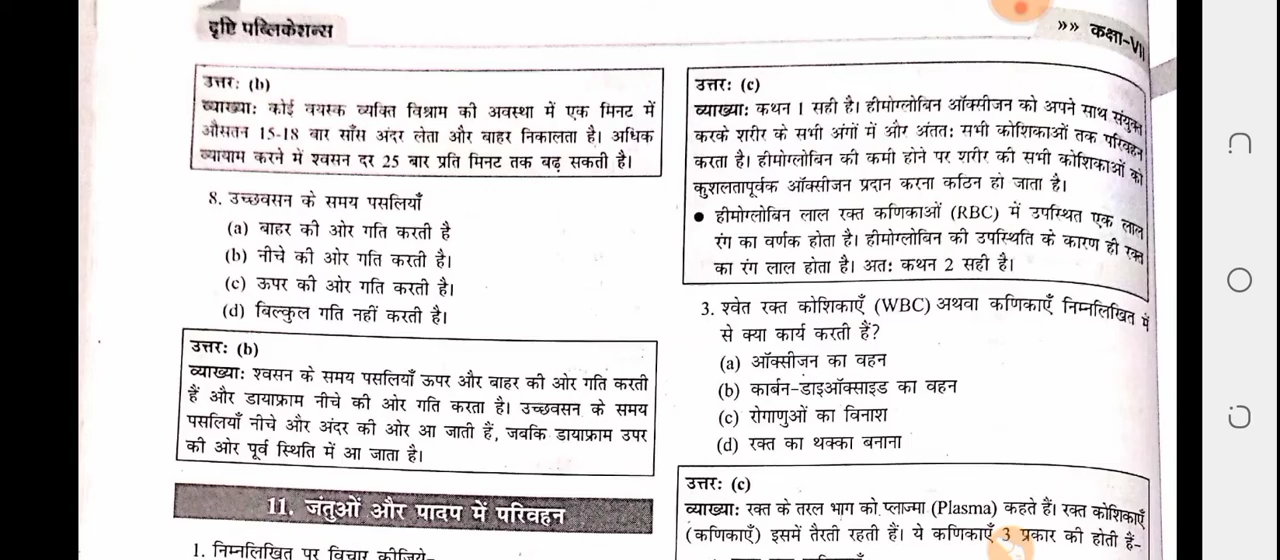 दृष्टि पब्लिकेशन्स
»» कक्षा-VII
उत्तर: (b)
व्याख्या: कोई वयस्क व्यक्ति विश्राम की अवस्था में एक मिनट में
औसतन 15-18 बार साँस अंदर लेता और बाहर निकालता है। अधिक
व्यायाम करने में श्वसन दर 25 बार प्रति मिनट तक बढ़ सकती है।
8. उच्छवसन के समय पसलियाँ
(a) बाहर की ओर गति करती है
(b) नीचे की ओर गति करती है।
(c) ऊपर की ओर गति करती है।
(d) बिल्कुल गति नहीं करती है।
उत्तर: (b)
व्याख्या: श्वसन के समय पसलियाँ ऊपर और बाहर की ओर गति करती
हैं और डायाफ्राम नीचे की ओर गति करता है। उच्छवसन के समय
पसलियाँ नीचे और अंदर की ओर आ जाती हैं, जबकि डायाफ्राम उपर
की ओर पूर्व स्थिति में आ जाता है।
11. जंतुओं और पादप में परिवहन
1. निम्नलिखित पर विचार कीजिये-
उत्तर: (c)
व्याख्या: कथन 1 सही है। हीमोग्लोबिन ऑक्सीजन को अपने साथ संयुक्त
करके शरीर के सभी अंगों में और अंतत: सभी कोशिकाओं तक परिवहन
करता है। हीमोग्लोबिन की कमी होने पर शरीर की सभी कोशिकाओं को
कुशलतापूर्वक ऑक्सीजन प्रदान करना कठिन हो जाता है।
● हीमोग्लोबिन लाल रक्त कणिकाओं (RBC) में उपस्थित एक लाल
रंग का वर्णक होता है। हीमोग्लोबिन की उपस्थिति के कारण ही रक्त
का रंग लाल होता है। अत: कथन 2 सही है।
3. श्वेत रक्त कोशिकाएँ (WBC) अथवा कणिकाएँ निम्नलिखित में
से क्या कार्य करती हैं?
(a) ऑक्सीजन का वहन
(b) कार्बन-डाइऑक्साइड का वहन
(c) रोगाणुओं का विनाश
(d) रक्त का थक्का बनाना
उत्तर: (c)
व्याख्या: रक्त के तरल भाग को प्लाज्मा (Plasma) कहते हैं। रक्त कोशिकाएँ
(कणिकाएँ) इसमें तैरती रहती हैं। ये कणिकाएँ 3 प्रकार की होती हैं-